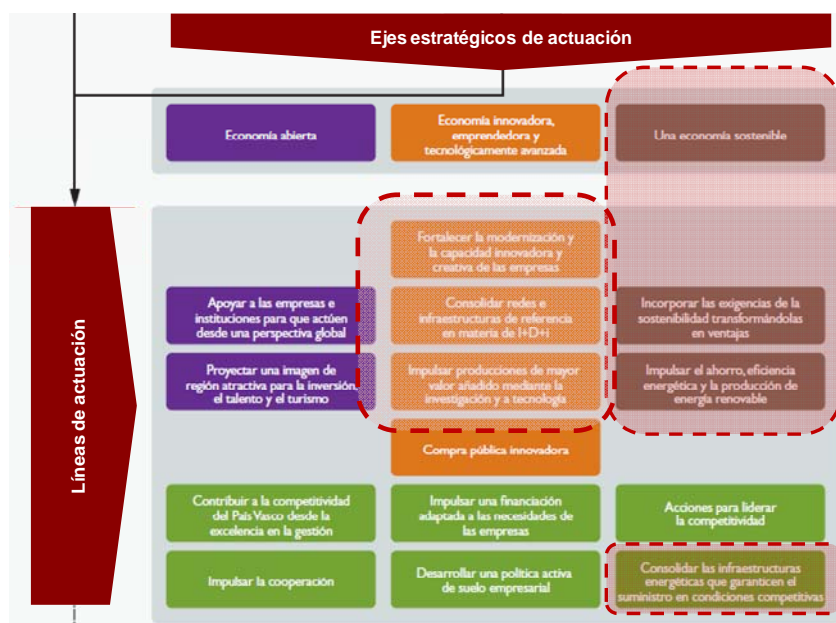 Ejes estratégicos de actuación
Economía abierta
Economía innovadora,
emprendedora y
tecnológicamente avanzada
Una economía sostenible
Líneas de actuación
Fortalecer la modernización y
la capacidad innovadora y
creativa de las empresas
Apoyar a las empresas e
instituciones para que actúen
desde una perspectiva global
Consolidar redes e
infraestructuras de referencia
en materia de I+D+i
Incorporar las exigencias de la
sostenibilidad transformándolas
en ventajas
Proyectar una imagen de
región atractiva para la inversión,
el talento y el turismo
Impulsar producciones de mayor
valor añadido mediante la
investigación y a tecnología
Impulsar el ahorro, eficiencia
energética y la producción de
energía renovable
Compra pública innovadora
Contribuir a la competitividad
del País Vasco desde la
excelencia en la gestión
Impulsar una financiación
adaptada a las necesidades de
las empresas
Acciones para liderar
la competitividad
Impulsar la cooperación
Desarrollar una política activa
de suelo empresarial
Consolidar las infraestructuras
energéticas que garanticen el
suministro en condiciones competitivas